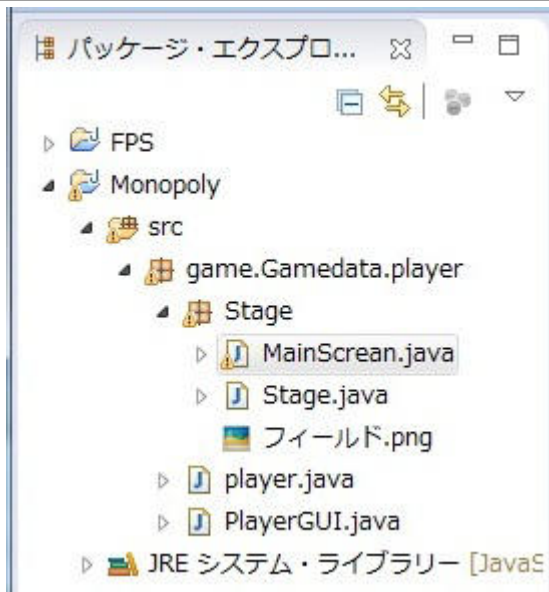 パッケージ・エクスプロ...
FPS
Monopoly
src
game.Gamedata.player
Stage
MainScrean.java
Stage.java
フィールド.png
player.java
PlayerGUI.java
JRE システム・ライブラリー [JavaS